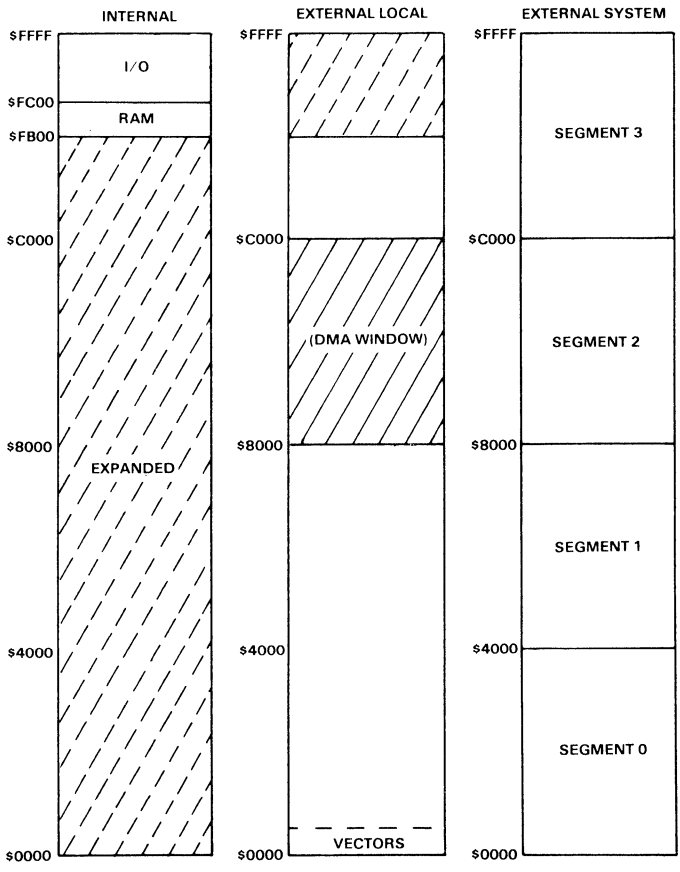 INTERNAL
$FFFF
I/O
$FC00
RAM
$FB00
$C000
$8000
EXPANDED
$4000
$0000
EXTERNAL LOCAL
$FFFF
$C000
(DMA WINDOW)
$8000
$4000
VECTORS
$0000
EXTERNAL SYSTEM
$FFFF
SEGMENT 3
$C000
SEGMENT 2
$8000
SEGMENT 1
$4000
SEGMENT 0
$0000